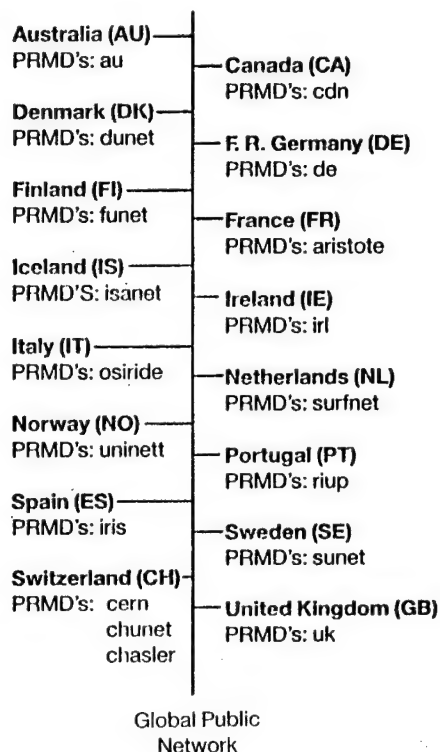 Australia (AU)
PRMD's: au
Canada (CA)
PRMD's: cdn
Denmark (DK)
PRMD's: dunet
F. R. Germany (DE)
PRMD's: de
Finland (FI)
PRMD's: funet
France (FR)
PRMD's: aristote
Iceland (IS)
PRMD'S: isanet
Ireland (IE)
PRMD's: irl
Italy (IT)
PRMD's: osiride
Netherlands (NL)
PRMD's: surfnet
Norway (NO)
PRMD's: uninett
Portugal (PT)
PRMD's: riup
Spain (ES)
PRMD's: iris
Sweden (SE)
PRMD's: sunet
Switzerland (CH)
PRMD's: cern
chunet
chasler
United Kingdom (GB)
PRMD's: uk
Global Public
Network